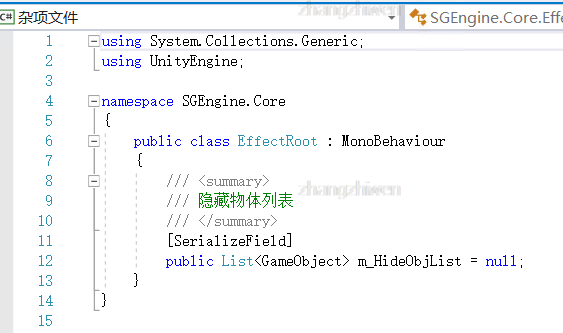 C# 杂项文件 SGEngine.Core.Effe
1 using System.Collections.Generic;
2 using UnityEngine;
3
4 namespace SGEngine.Core
5 {
6 public class EffectRoot : MonoBehaviour
7 {
8 /// <summary>
9 /// 隐藏物体列表
10 /// </summary>
11 [SerializeField]
12 public List<GameObject> m_HideObjList = null;
13 }
14 }
15
zhangzhiwen
zhangzhiwen